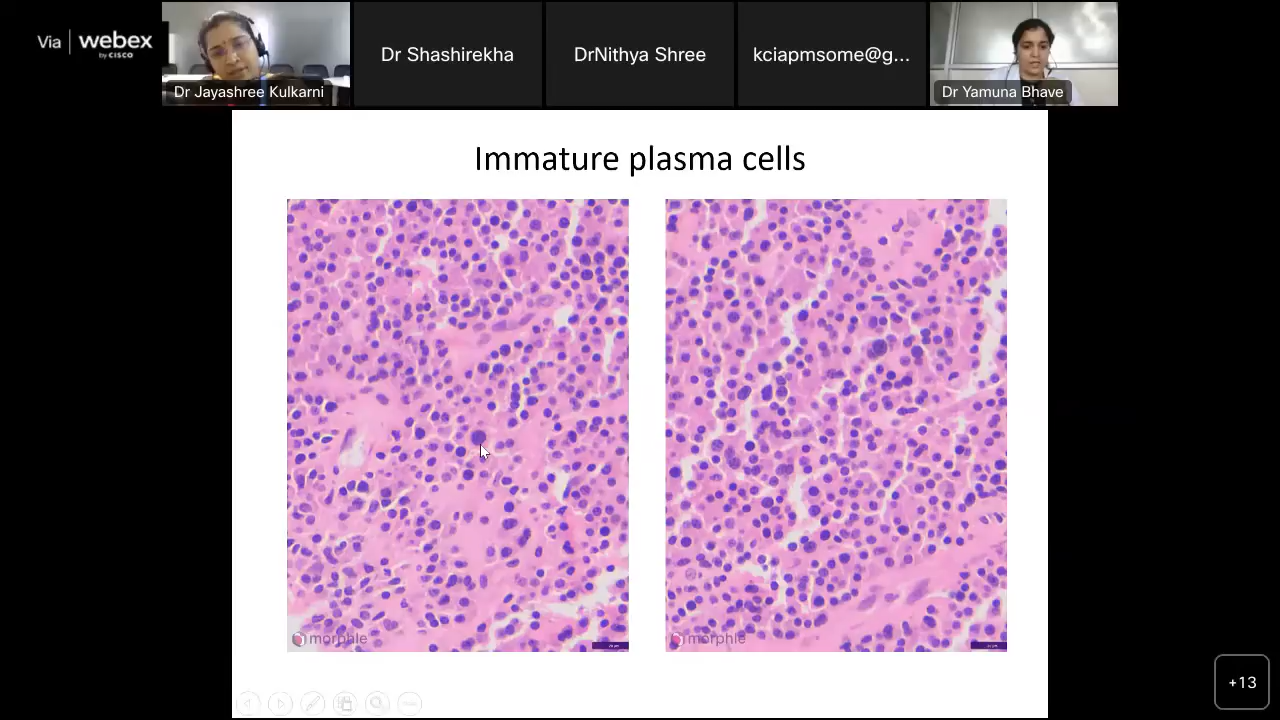 Via webex
by CISCO
Dr Jayashree Kulkarni
Dr Shashirekha
DrNithya Shree
kciapmsome@g...
Dr Yamuna Bhave
Immature plasma cells
morphle
morphle
+13